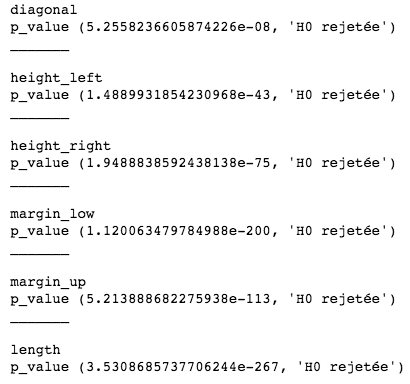 diagonal
p_value (5.2558236605874226e-08, 'H0 rejetée')
_______
height_left
p_value (1.4889931854230968e-43, 'H0 rejetée')
_______
height_right
p_value (1.9488838592438138e-75, 'H0 rejetée')
_______
margin_low
p_value (1.120063479784988e-200, 'H0 rejetée')
_______
margin_up
p_value (5.213888682275938e-113, 'H0 rejetée')
_______
length
p_value (3.5308685737706244e-267, 'H0 rejetée')